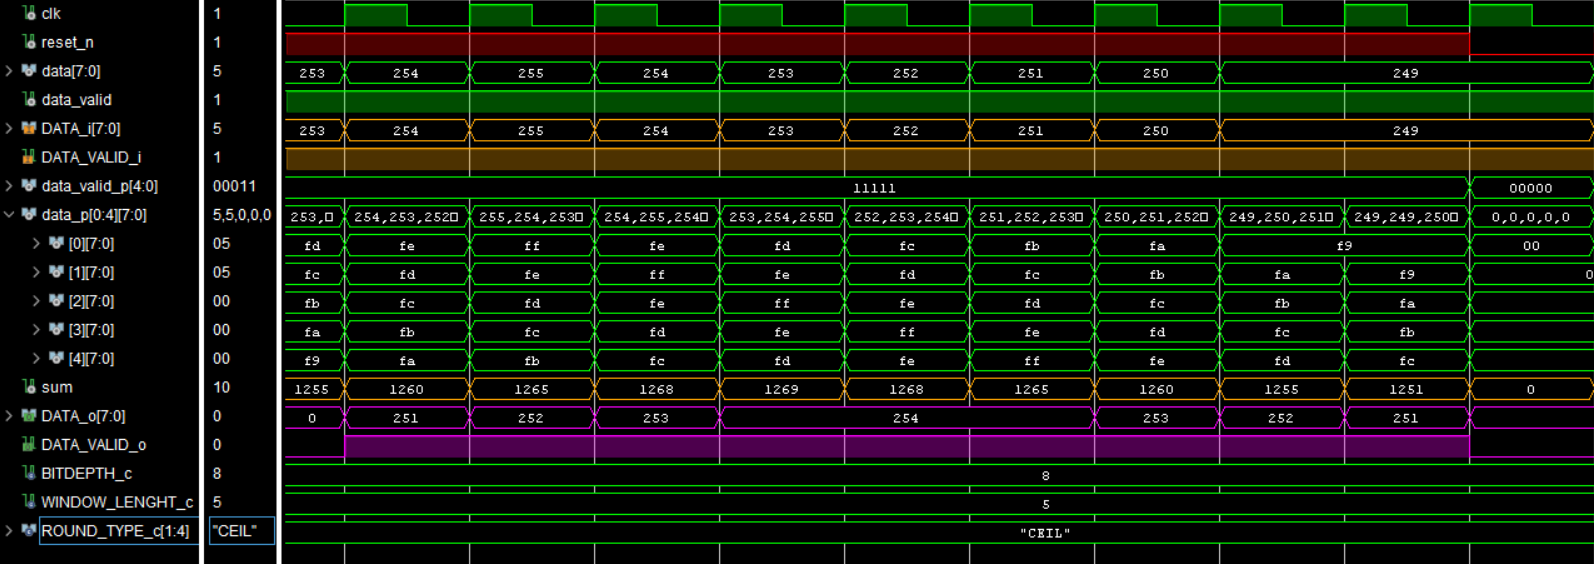 clk 1
reset_n 1
data[7:0] 5 253 254 255 254 253 252 251 250 249
data_valid 1
DATA_i[7:0] 5 253 254 255 254 253 252 251 250 249
DATA_VALID_i 1
data_valid_p[4:0] 00011 11111 00000
data_p[0:4][7:0] 5,5,0,0,0 253,□ 254,253,252□ 255,254,253□ 254,255,254□ 253,254,255□ 252,253,254□ 251,252,253□ 250,251,252□ 249,250,251□ 249,249,250□ 0,0,0,0,0
[0][7:0] 05 fd fe ff fe fd fc fb fa f9 00
[1][7:0] 05 fc fd fe ff fe fd fc fb fa f9 0
[2][7:0] 00 fb fc fd fe ff fe fd fc fb fa
[3][7:0] 00 fa fb fc fd fe ff fe fd fc fb
[4][7:0] 00 f9 fa fb fc fd fe ff fe fd fc
sum 10 1255 1260 1265 1268 1269 1268 1265 1260 1255 1251 0
DATA_o[7:0] 0 0 251 252 253 254 253 252 251
DATA_VALID_o 0
BITDEPTH_c 8 8
WINDOW_LENGHT_c 5 5
ROUND_TYPE_c[1:4] "CEIL" "CEIL"